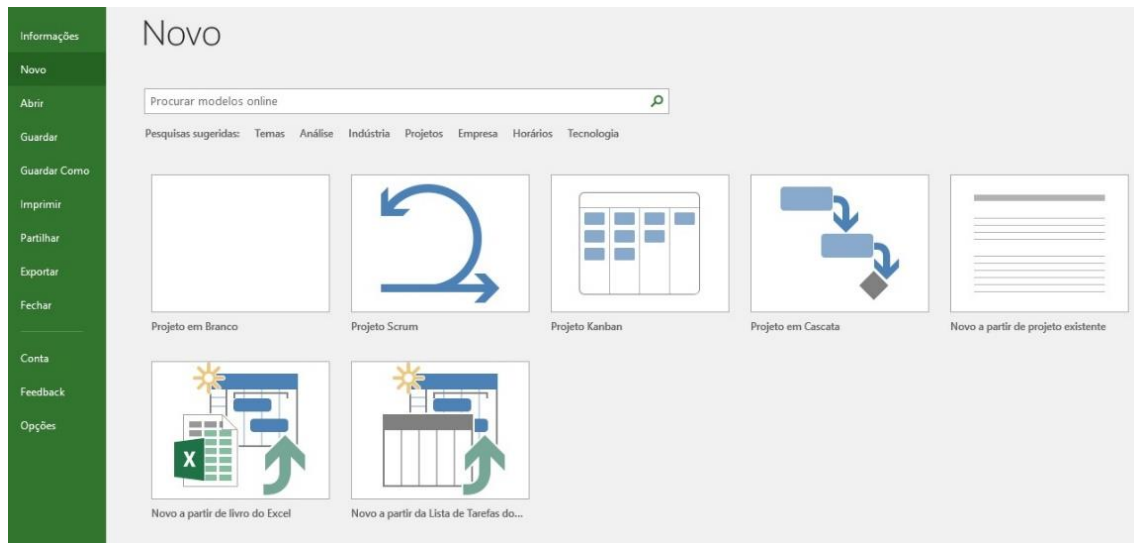 Informações
Novo
Abrir
Guardar
Guardar Como
Imprimir
Partilhar
Exportar
Fechar
Conta
Feedback
Opções
Novo
Procurar modelos online
Pesquisas sugeridas: Temas Análise Indústria Projetos Empresa Horários Tecnologia
Projeto em Branco
Projeto Scrum
Projeto Kanban
Projeto em Cascata
Novo a partir de projeto existente
X
Novo a partir de livro do Excel
Novo a partir da Lista de Tarefas do...